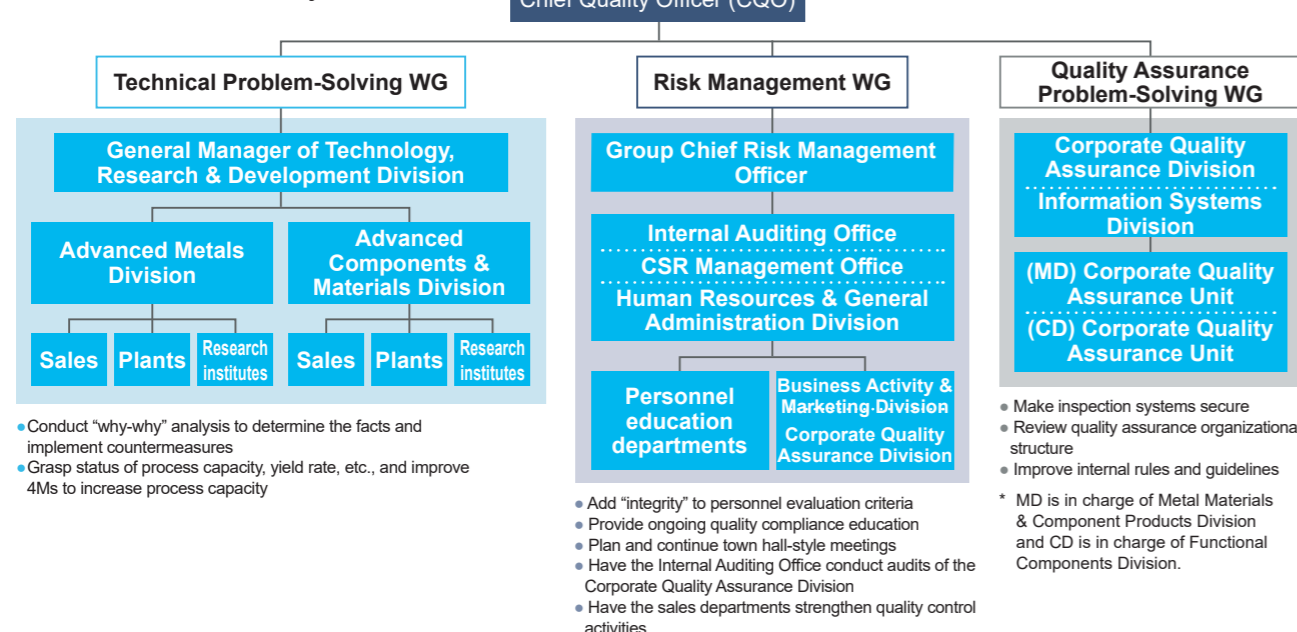 Chief Quality Officer (CQO)
Technical Problem-Solving WG
General Manager of Technology,
Research & Development Division
Advanced Metals
Division
Sales
Plants
Research
institutes
Advanced
Components &
Materials Division
Sales
Plants
Research
institutes
●Conduct “why-why” analysis to determine the facts and
implement countermeasures
●Grasp status of process capacity, yield rate, etc., and improve
4Ms to increase process capacity
Risk Management WG
Group Chief Risk Management
Officer
Internal Auditing Office
CSR Management Office
Human Resources & General
Administration Division
Personnel
education
departments
Business Activity &
Marketing Division
Corporate Quality
Assurance Division
● Add “integrity” to personnel evaluation criteria
● Provide ongoing quality compliance education
● Plan and continue town hall-style meetings
● Have the Internal Auditing Office conduct audits of the
Corporate Quality Assurance Division
● Have the sales departments strengthen quality control
activities
Quality Assurance
Problem-Solving WG
Corporate Quality
Assurance Division
Information Systems
Division
(MD) Corporate Quality
Assurance Unit
(CD) Corporate Quality
Assurance Unit
● Make inspection systems secure
● Review quality assurance organizationa
structure
● Improve internal rules and guidelines
* MD is in charge of Metal Materials
& Component Products Division
and CD is in charge of Functional
Components Division.